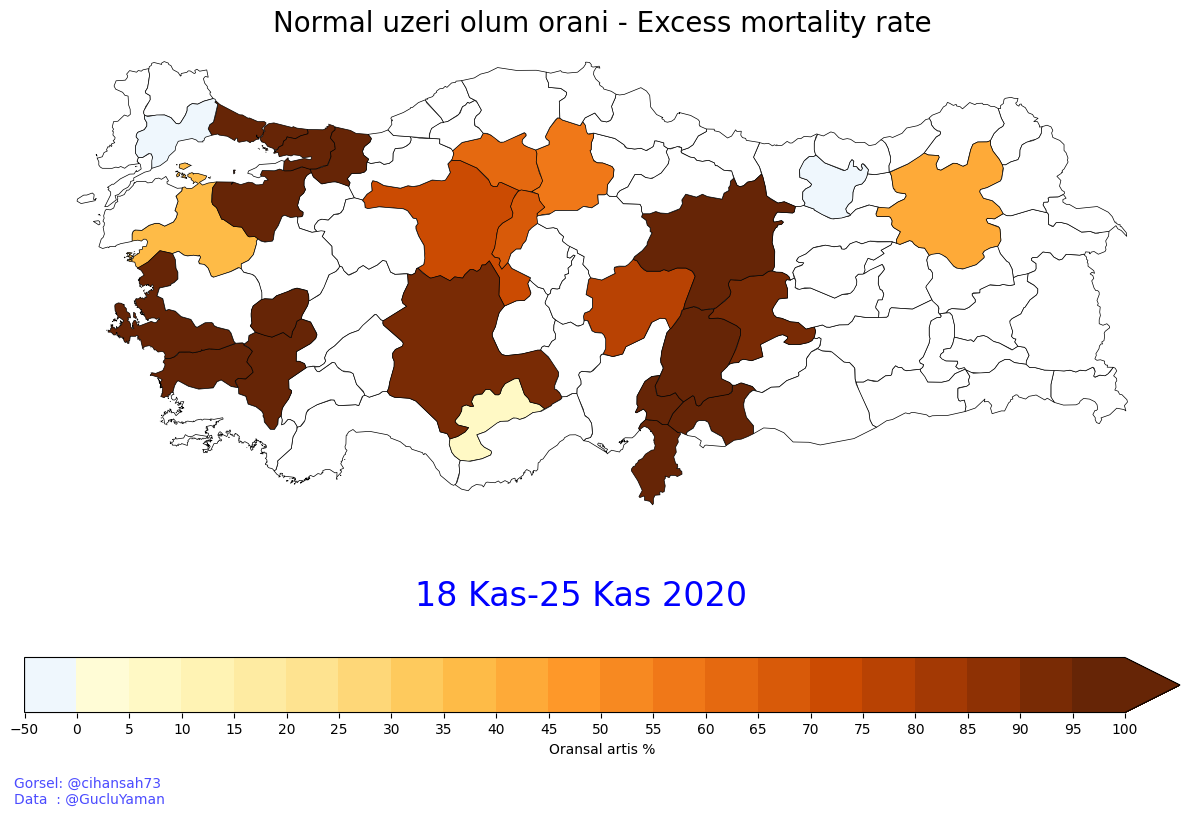 Normal uzeri olum orani - Excess mortality rate
18 Kas-25 Kas 2020
−50 0 5 10 15 20 25 30 35 40 45 50 55 60 65 70 75 80 85 90 95 100
Oransal artis %
Gorsel: @cihansah73
Data  : @GucluYaman